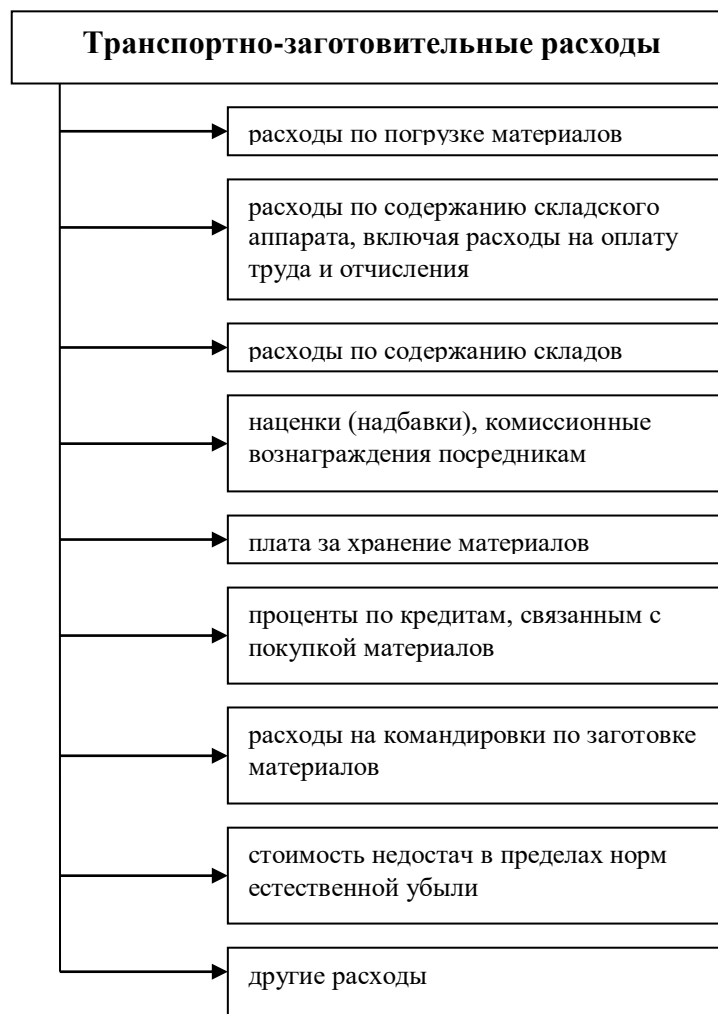 Транспортно-заготовительные расходы
расходы по погрузке материалов
расходы по содержанию складского
аппарата, включая расходы на оплату
труда и отчисления
расходы по содержанию складов
наценки (надбавки), комиссионные
вознаграждения посредникам
плата за хранение материалов
проценты по кредитам, связанным с
покупкой материалов
расходы на командировки по заготовке
материалов
стоимость недостач в пределах норм
естественной убыли
другие расходы